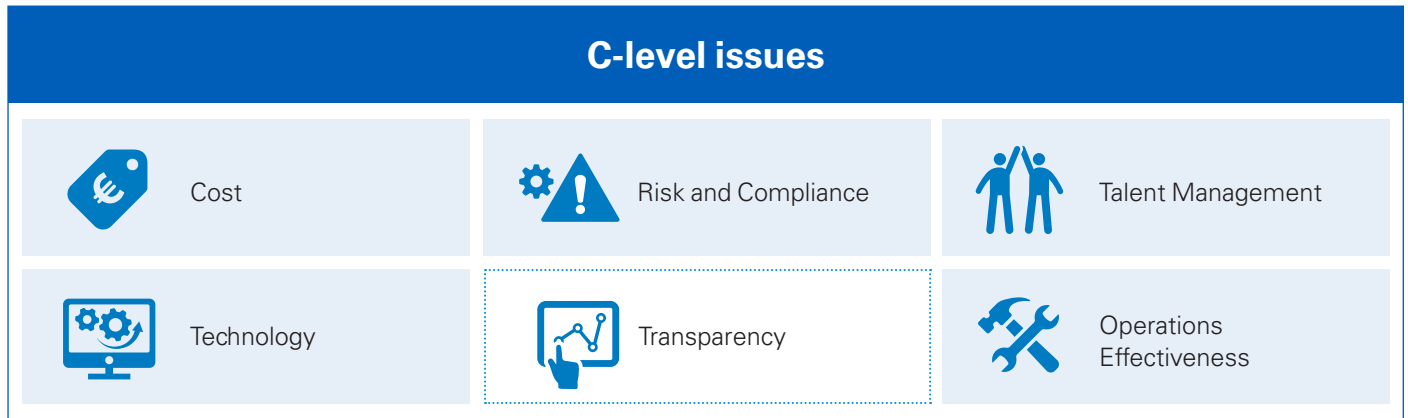 C-level issues
Cost
Risk and Compliance
Talent Management
Technology
Transparency
Operations
Effectiveness